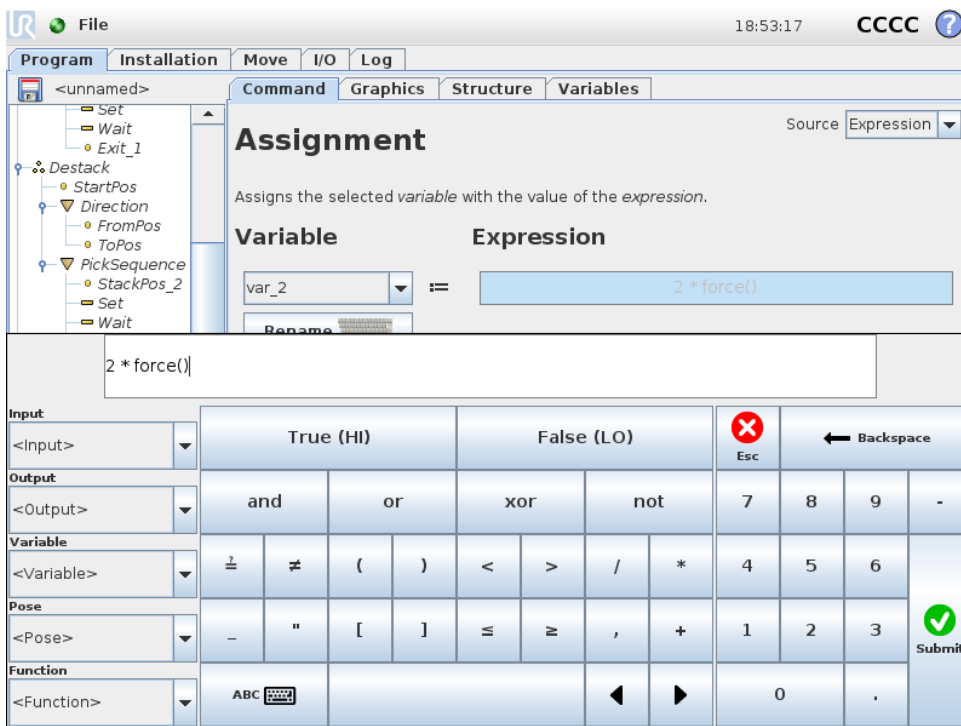 UR File 18:53:17 CCCC ?
Program Installation Move I/O Log
<unnamed> Command Graphics Structure Variables
Set
Wait
Exit_1
Destack
StartPos
Direction
FromPos
ToPos
PickSequence
StackPos_2
Set
Wait
Assignment
Source Expression
Assigns the selected variable with the value of the expression.
Variable Expression
var_2 := 2 * force()
Rename
2 * force()
Input
<Input>
Output
<Output>
Variable
<Variable>
Pose
<Pose>
Function
<Function>
True (HI) False (LO) Esc Backspace
and or xor not 7 8 9 -
≟ ≠ ( ) < > / * 4 5 6
_ " [ ] ≤ ≥ , + 1 2 3 Submit
ABC 0 .